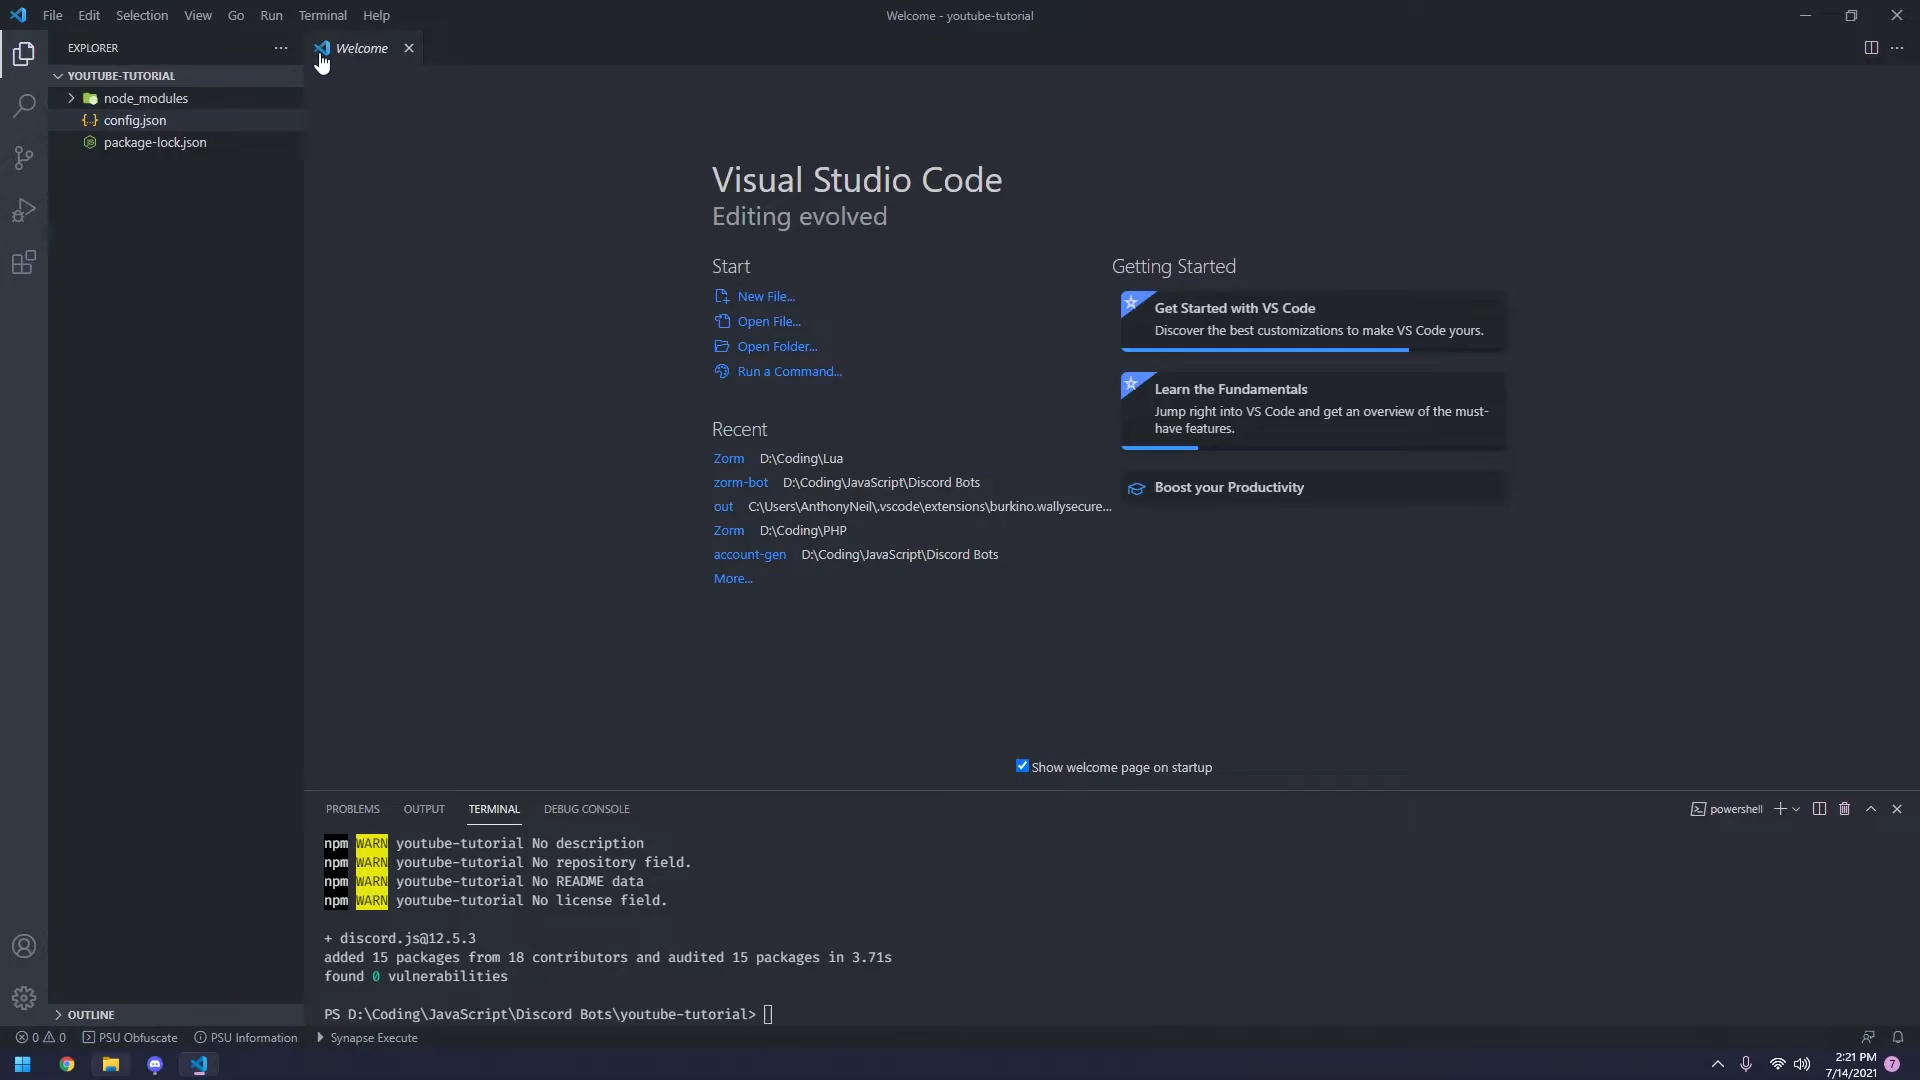 File Edit Selection View Go Run Terminal Help
Welcome - youtube-tutorial
EXPLORER
Welcome
YOUTUBE-TUTORIAL
node_modules
config.json
package-lock.json
Visual Studio Code
Editing evolved
Start
New File...
Open File...
Open Folder...
Run a Command...
Recent
Zorm D:\Coding\Lua
zorm-bot D:\Coding\JavaScript\Discord Bots
out C:\Users\AnthonyNeil\.vscode\extensions\burkino.wallysecure...
Zorm D:\Coding\PHP
account-gen D:\Coding\JavaScript\Discord Bots
More...
Getting Started
Get Started with VS Code
Discover the best customizations to make VS Code yours.
Learn the Fundamentals
Jump right into VS Code and get an overview of the must-
have features.
Boost your Productivity
Show welcome page on startup
PROBLEMS OUTPUT TERMINAL DEBUG CONSOLE
powershell
npm WARN youtube-tutorial No description
npm WARN youtube-tutorial No repository field.
npm WARN youtube-tutorial No README data
npm WARN youtube-tutorial No license field.
+ discord.js@12.5.3
added 15 packages from 18 contributors and audited 15 packages in 3.71s
found 0 vulnerabilities
PS D:\Coding\JavaScript\Discord Bots\youtube-tutorial>
OUTLINE
0 0 PSU Obfuscate PSU Information Synapse Execute
2:21 PM
7/14/2021
7